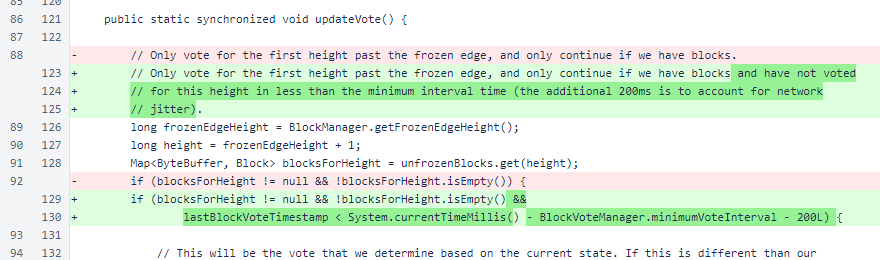 85 120
86 121 public static synchronized void updateVote() {
87 122
88 - // Only vote for the first height past the frozen edge, and only continue if we have blocks.
123 + // Only vote for the first height past the frozen edge, and only continue if we have blocks and have not voted
124 + // for this height in less than the minimum interval time (the additional 200ms is to account for network
125 + // jitter).
89 126 long frozenEdgeHeight = BlockManager.getFrozenEdgeHeight();
90 127 long height = frozenEdgeHeight + 1;
91 128 Map<ByteBuffer, Block> blocksForHeight = unfrozenBlocks.get(height);
92 - if (blocksForHeight != null && !blocksForHeight.isEmpty()) {
129 + if (blocksForHeight != null && !blocksForHeight.isEmpty() &&
130 + lastBlockVoteTimestamp < System.currentTimeMillis() - BlockVoteManager.minimumVoteInterval - 200L) {
93 131
94 132 // This will be the vote that we determine based on the current state. If this is different than our